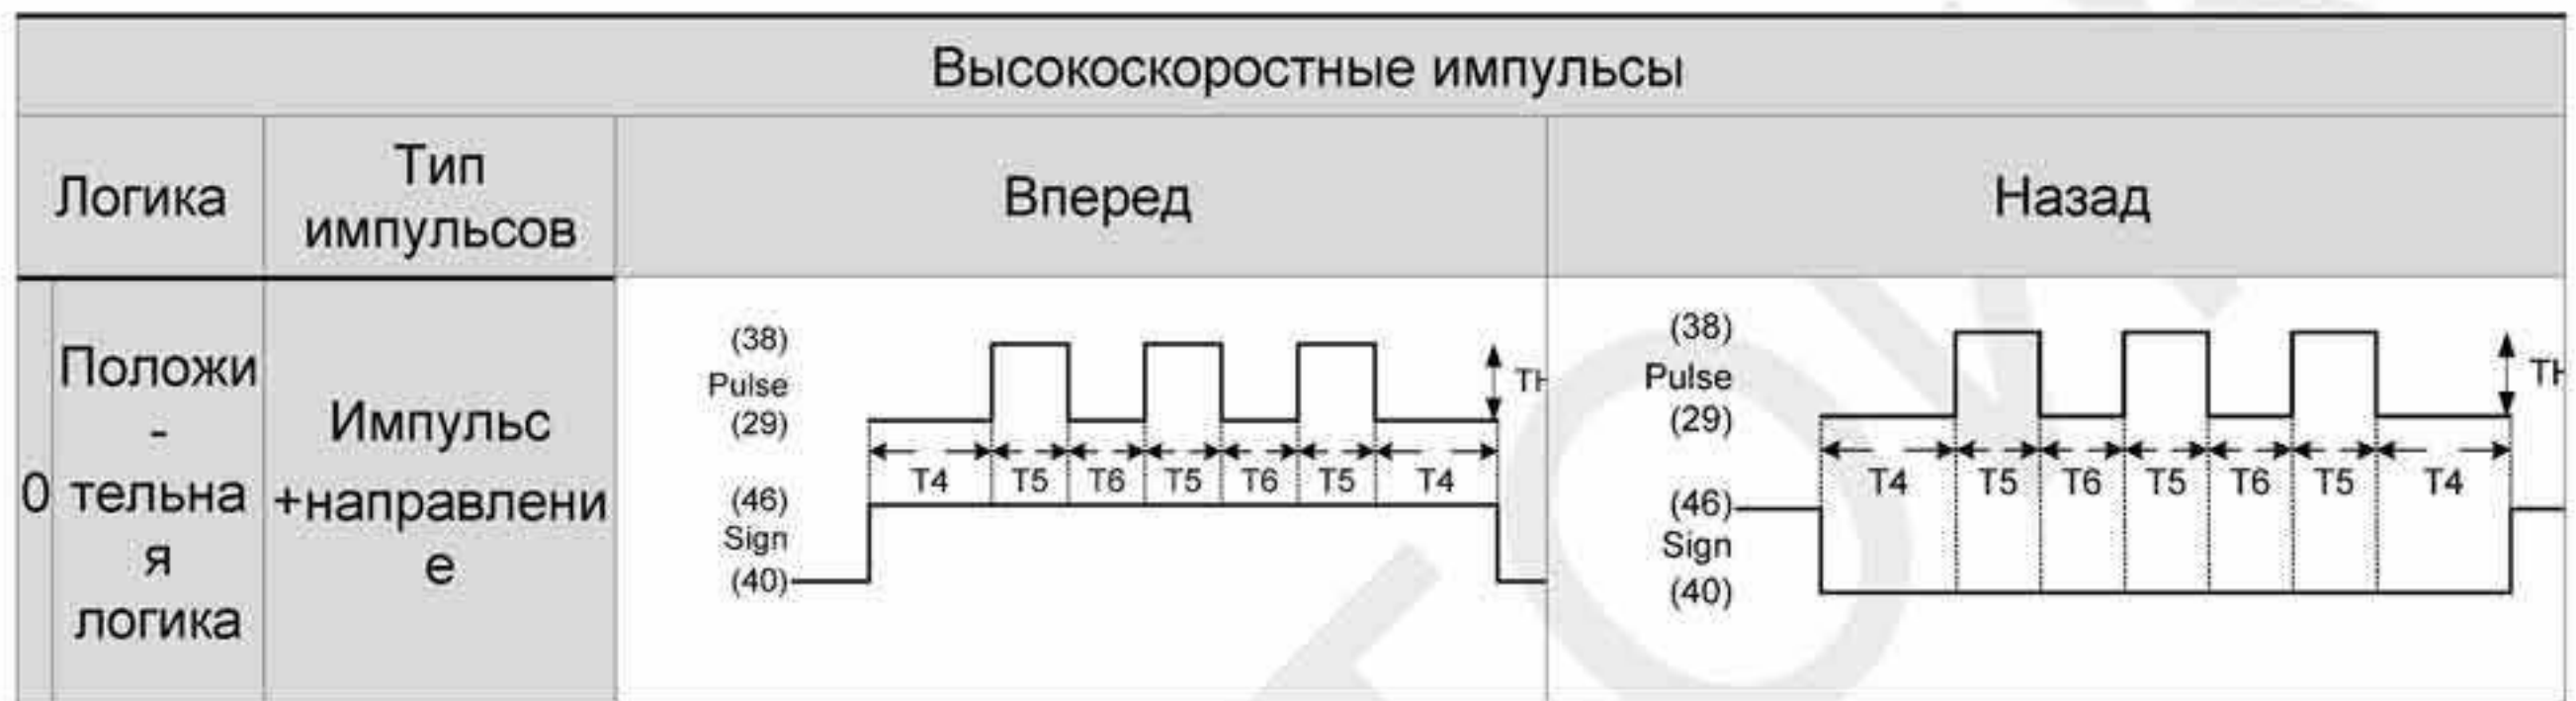 Высокоскоростные импульсы
Логика
Тип
импульсов
Вперед
Назад
0
Положи
-
тельна
я
логика
Импульс
+направлени
е
(38)
Pulse
(29)
T4 T5 T6 T5 T6 T5 T4
(46)
Sign
(40)
(38)
Pulse
(29)
T4 T5 T6 T5 T6 T5 T4
(46)
Sign
(40)